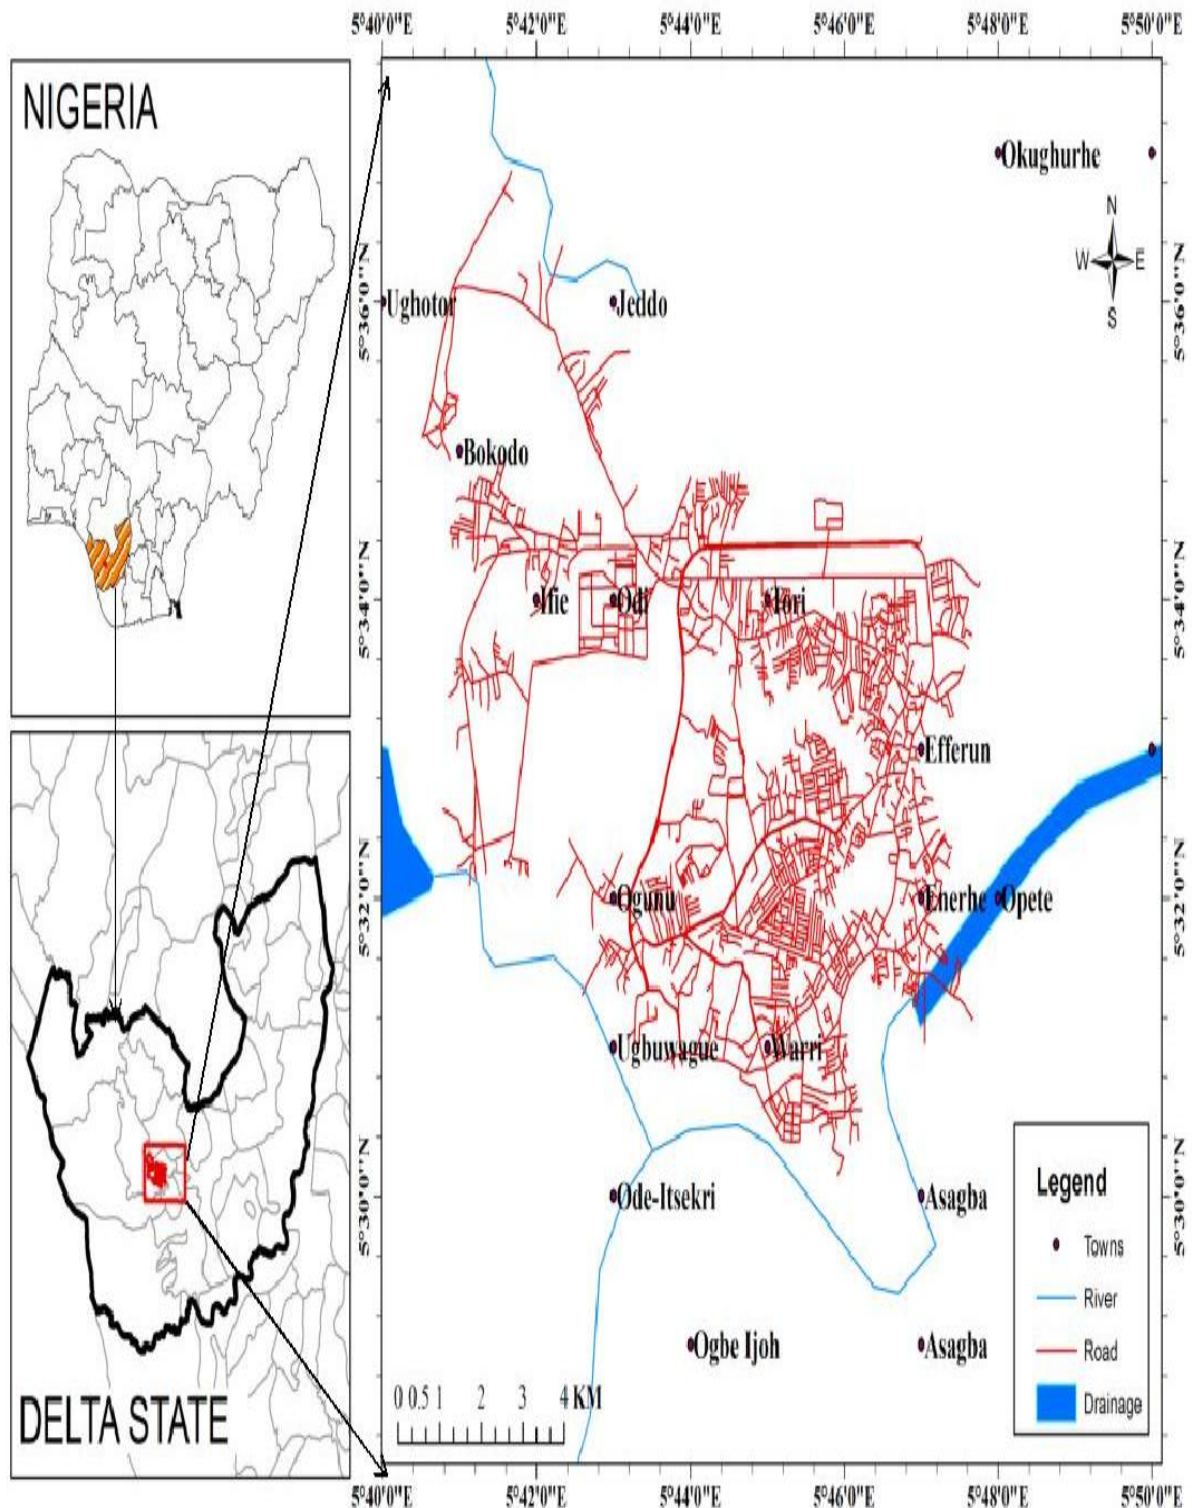 5°40'0"E 5°42'0"E 5°44'0"E 5°46'0"E 5°48'0"E 5°50'0"E
NIGERIA
Okughurhe
N
W E
S
Ughotor
Jeddo
5°36'0"N 5°36'0"N
Bokodo
Ifie
Odi
Tori
5°34'0"N 5°34'0"N
Efferun
Ogunu
Enerhe
Opete
5°32'0"N 5°32'0"N
Ugbuwague
Warri
Ode-Itsekri
Asagba
5°30'0"N 5°30'0"N
Ogbe Ijoh
Asagba
Legend
Towns
River
Road
Drainage
0 0.5 1 2 3 4 KM
DELTA STATE
5°40'0"E 5°42'0"E 5°44'0"E 5°46'0"E 5°48'0"E 5°50'0"E